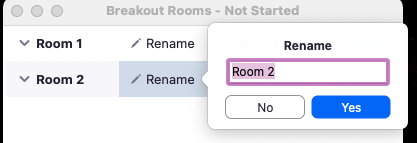 Breakout Rooms - Not Started
Room 1 Rename
Room 2 Rename
Rename
Room 2
No Yes